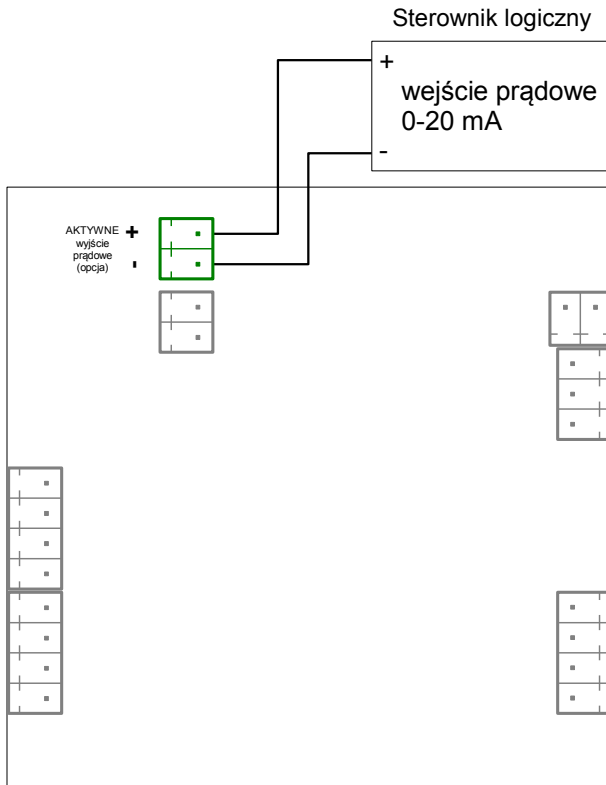 Sterownik logiczny
+
wejście prądowe
0-20 mA
-
AKTYWNE
wyjście
prądowe
(opcja)
+
-